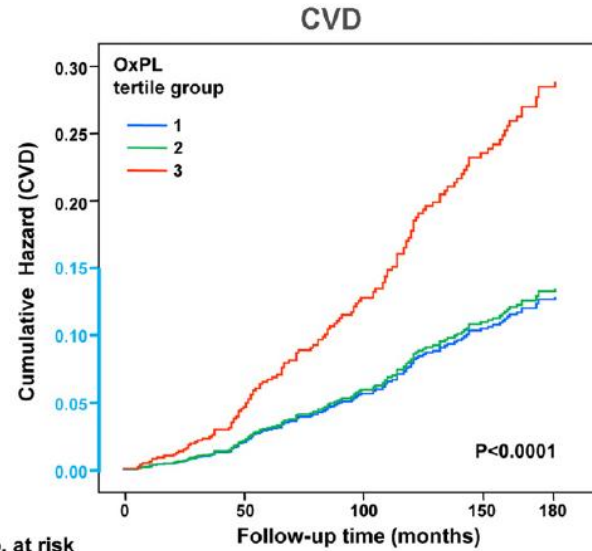 CVD
OxPL
tertile group
1
2
3
Cumulative Hazard (CVD)
0.30
0.25
0.20
0.15
0.10
0.05
0.00
P<0.0001
0 50 100 150 180
Follow-up time (months)
. at risk